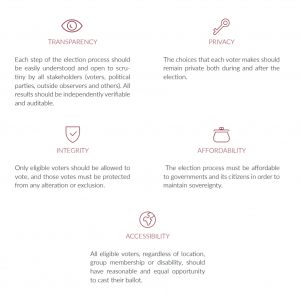 TRANSPARENCY
Each step of the election process should
be easily understood and open to scru-
tiny by all stakeholders (voters, political
parties, outside observers and others). All
results should be independently verifiable
and auditable.
PRIVACY
The choices that each voter makes should
remain private both during and after the
election.
INTEGRITY
Only eligible voters should be allowed to
vote, and those votes must be protected
from any alteration or exclusion.
AFFORDABILITY
The election process must be affordable
to governments and its citizens in order to
maintain sovereignty.
ACCESSIBILITY
All eligible voters, regardless of location,
group membership or disability, should
have reasonable and equal opportunity
to cast their ballot.